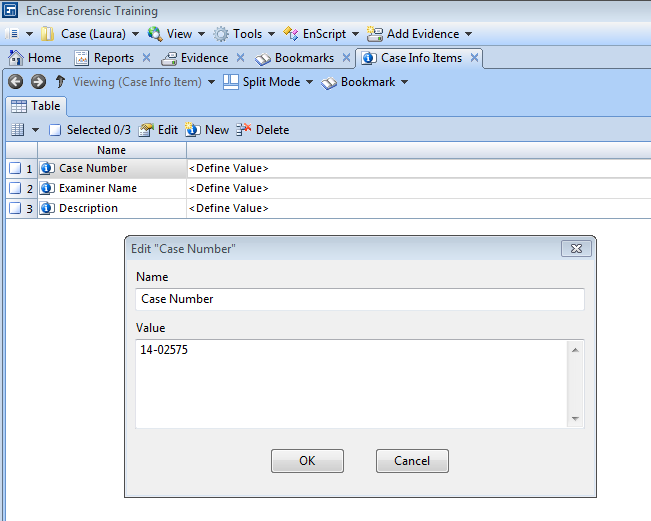 EnCase Forensic Training
Case (Laura) View Tools EnScript Add Evidence
Home Reports Evidence Bookmarks Case Info Items
Viewing (Case Info Item) Split Mode Bookmark
Table
Selected 0/3 Edit New Delete
Name
1 Case Number <Define Value>
2 Examiner Name <Define Value>
3 Description <Define Value>
Edit "Case Number"
Name
Case Number
Value
14-02575
OK Cancel